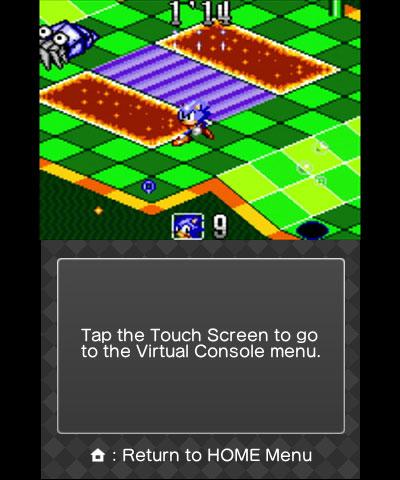 1'14
9
Tap the Touch Screen to go
to the Virtual Console menu.
: Return to HOME Menu